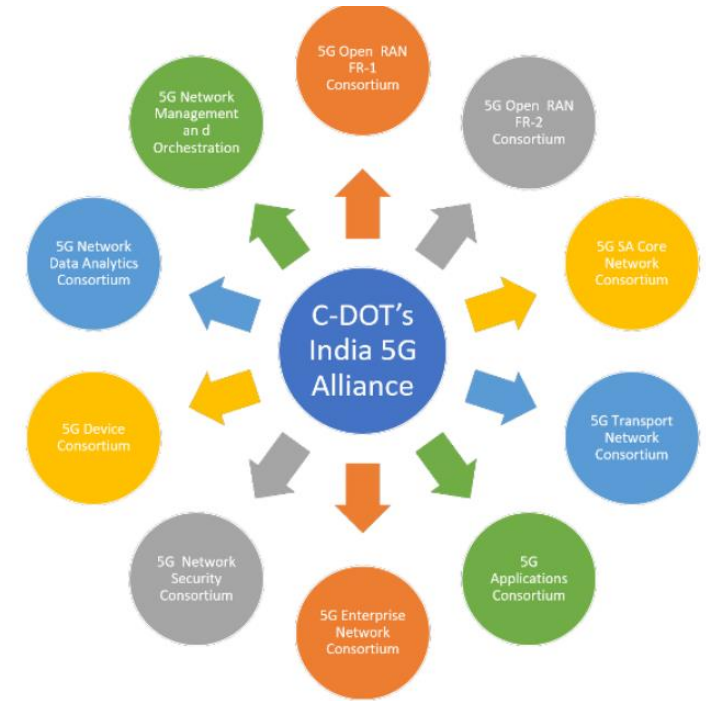 5G Open RAN
FR-1
Consortium
5G Open RAN
FR-2
Consortium
5G SA Core
Network
Consortium
5G Transport
Network
Consortium
5G
Applications
Consortium
5G Enterprise
Network
Consortium
5G Network
Security
Consortium
5G Device
Consortium
5G Network
Data Analytics
Consortium
5G Network
Management
an d
Orchestration
C-DOT's
India 5G
Alliance